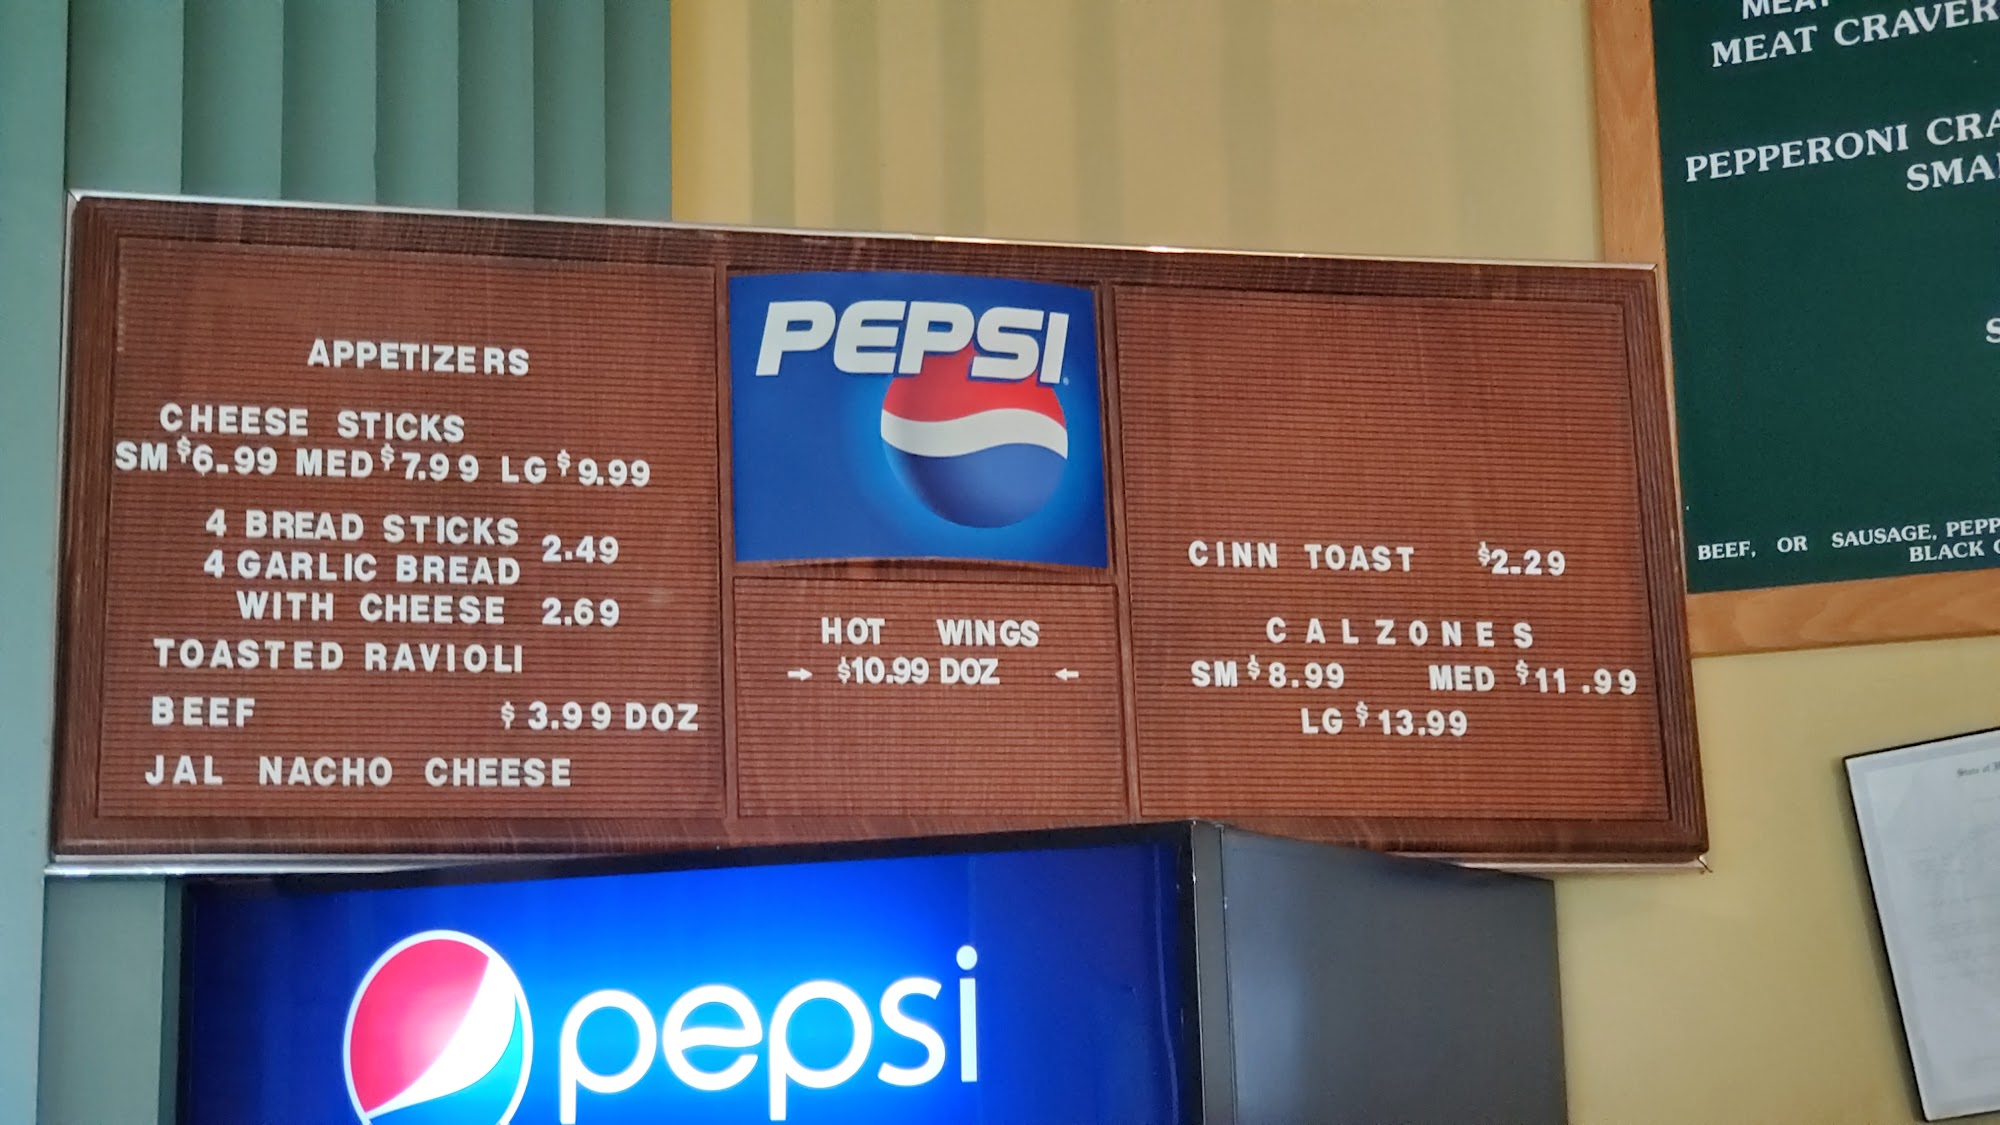 APPETIZERS
CHEESE STICKS
SM $6.99 MED $7.99 LG $9.99
4 BREAD STICKS 2.49
4 GARLIC BREAD
WITH CHEESE 2.69
TOASTED RAVIOLI
BEEF $3.99 DOZ
JAL NACHO CHEESE
PEPSI
HOT WINGS
→ $10.99 DOZ ←
CINN TOAST $2.29
CALZONES
SM $8.99 MED $11.99
LG $13.99
pepsi
MEAT
MEAT CRAVER
PEPPERONI CRA
SMA
S
BEEF, OR SAUSAGE, PEPP
BLACK
State of